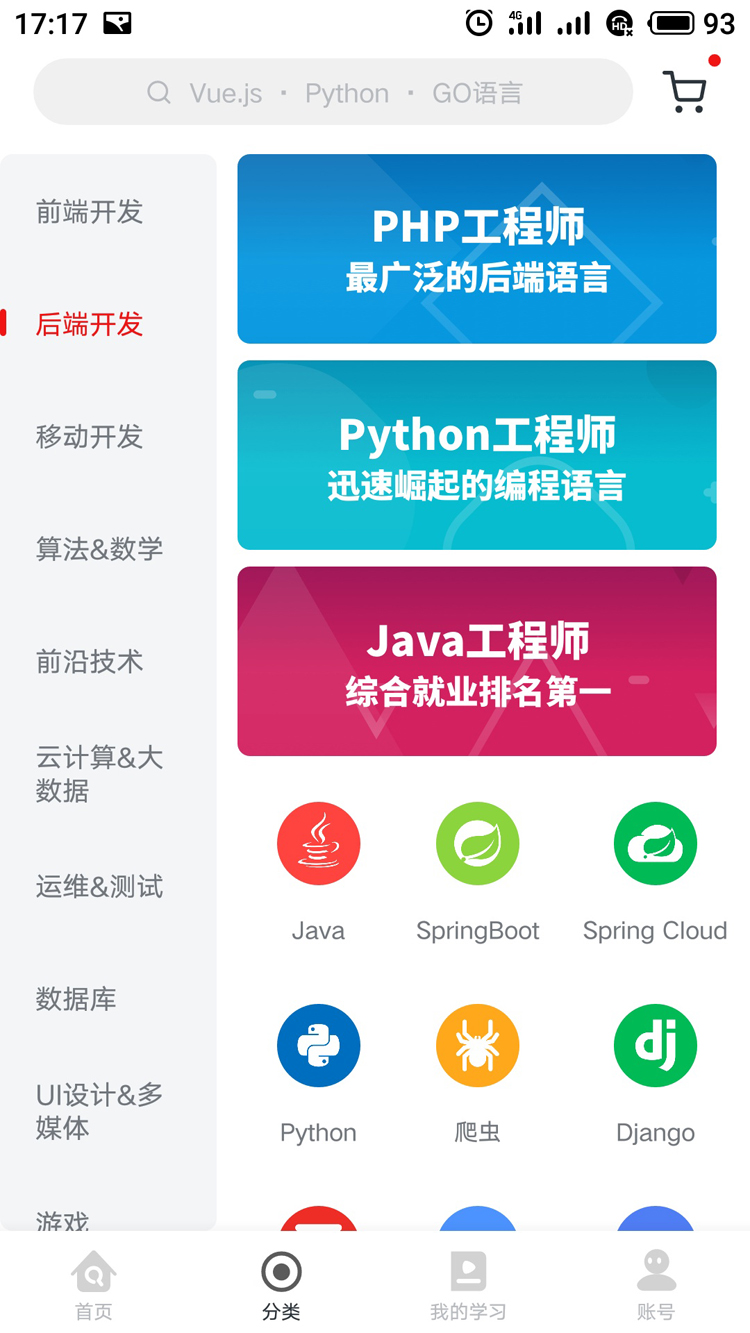 17:17
4G
HD
93
Vue.js · Python · GO语言
前端开发
后端开发
移动开发
算法&数学
前沿技术
云计算&大
数据据
运维&测试
数据库
UI设计&多
媒体
游戏
PHP工程师
最广泛的后端语言
Python工程师
迅速崛起的编程语言
Java工程师
综合就业排名第一
Java
SpringBoot
Spring Cloud
dj
Python
爬虫
Django
首页
分类
我的学习
账号